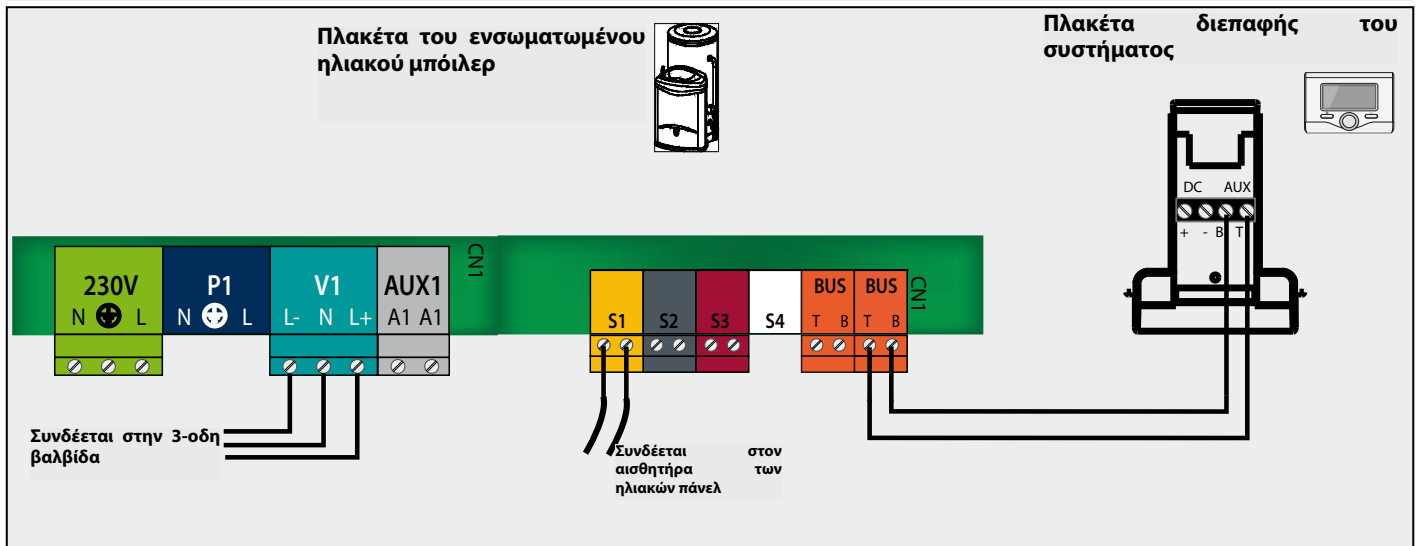 Πλακέτα του ενσωματωμένου
ηλιακού μπόιλερ
Πλακέτα διεπαφής του
συστήματος
DC AUX
+ - B T
CN1
230V P1 V1 AUX1
N L N L L- N L+ A1 A1
CN1
BUS BUS
S1 S2 S3 S4 T B T B
Συνδέεται στην 3-οδη
βαλβίδα
Συνδέεται στον
αισθητήρα των
ηλιακών πάνελ